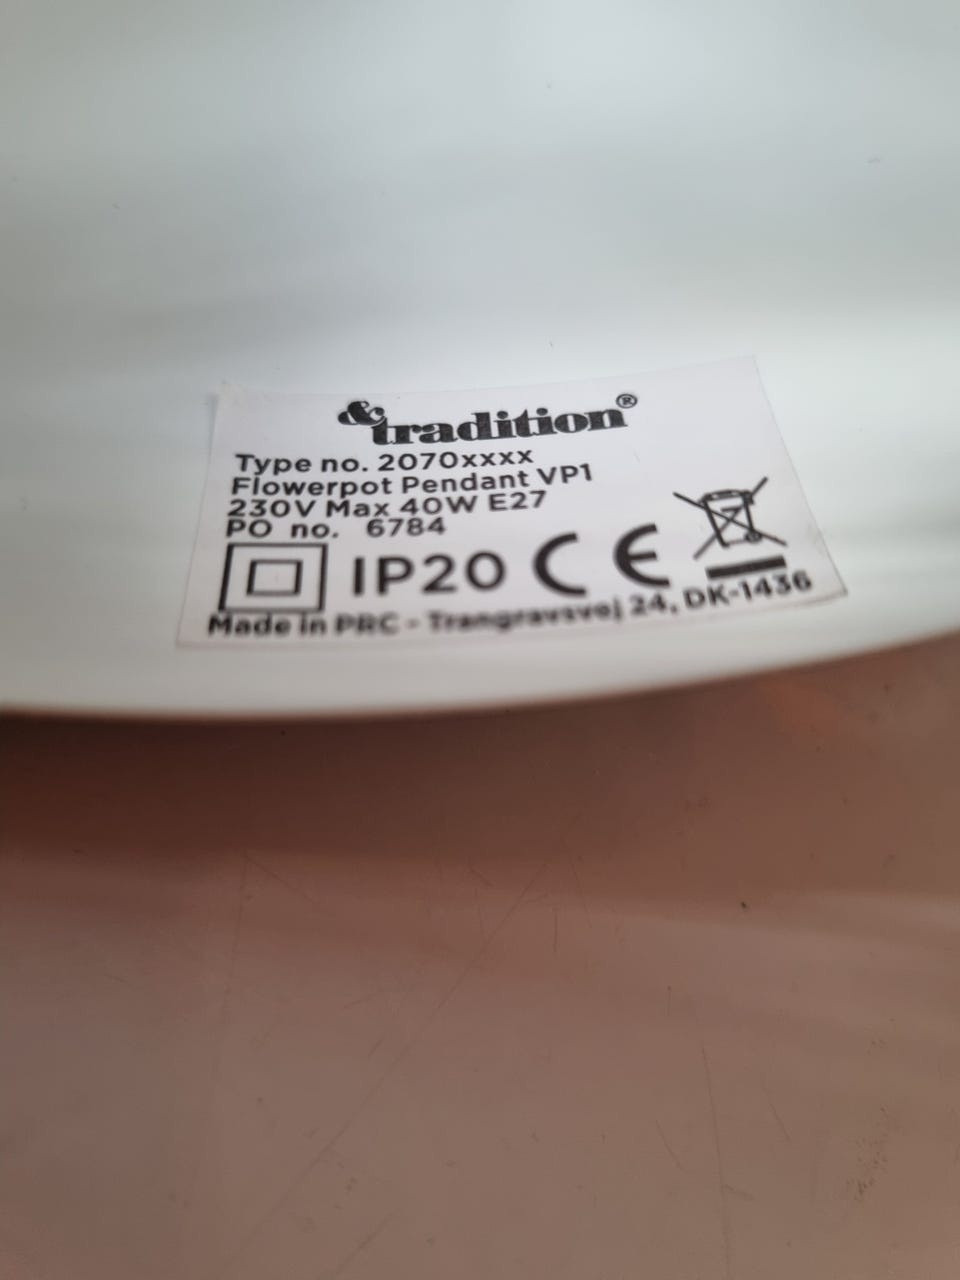 &tradition®
Type no. 2070xxxx
Flowerpot Pendant VP1
230V Max 40W E27
PO no. 6784
IP20 CE
Made in PRC - Trangravsvej 24, DK-1436